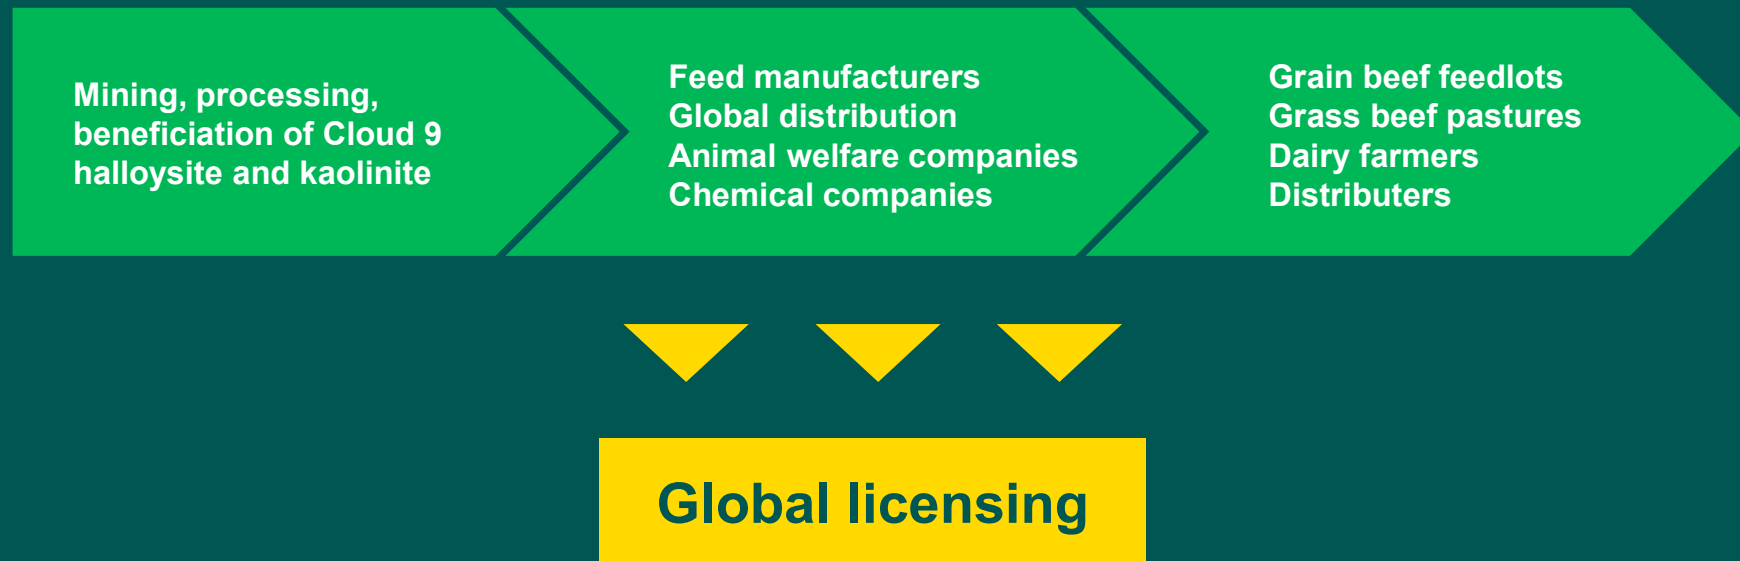 Mining, processing,
beneficiation of Cloud 9
halloysite and kaolinite
Feed manufacturers
Global distribution
Animal welfare companies
Chemical companies
Grain beef feedlots
Grass beef pastures
Dairy farmers
Distributers
Global licensing